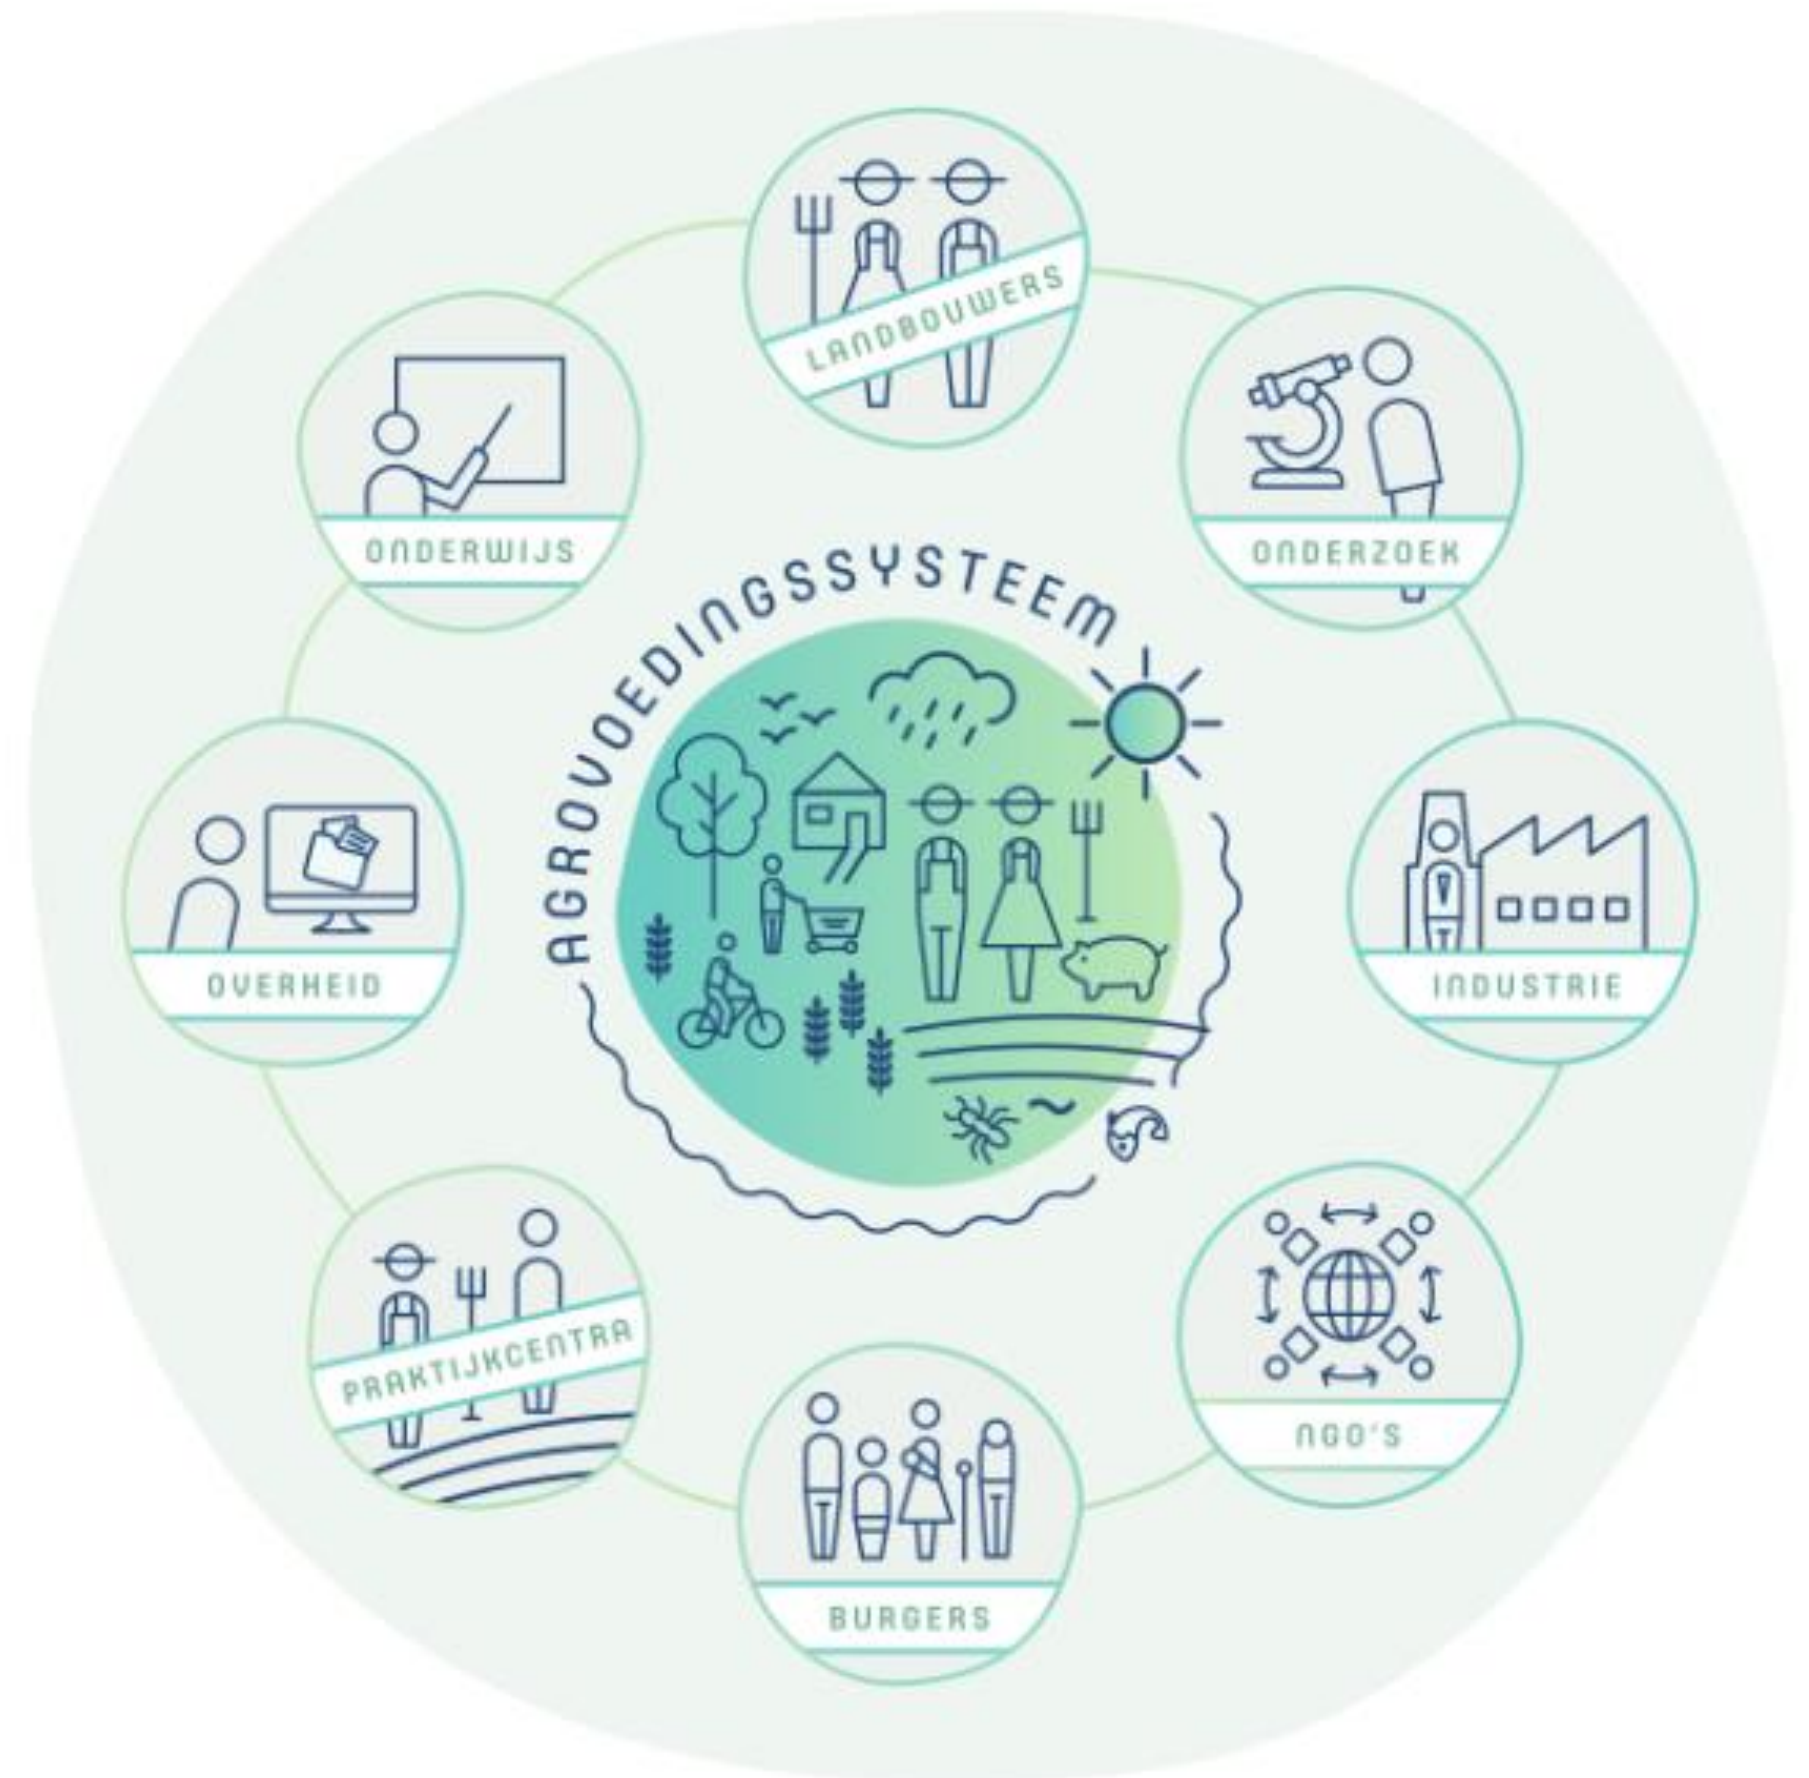 LANDBOUWERS
ONDERWIJS
ONDERZOEK
AGROVOEDINGSSYSTEEM
OVERHEID
INDUSTRIE
PRAKTIJKCENTRA
NGO'S
BURGERS